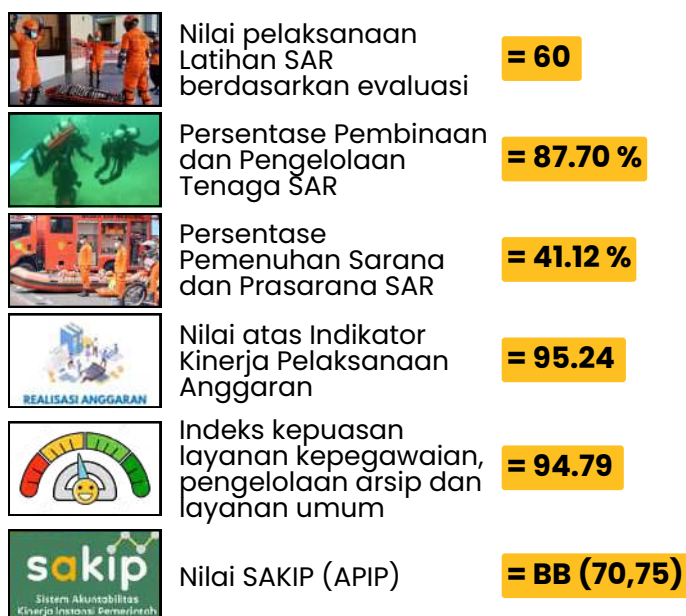 Nilai pelaksanaan
Latihan SAR
berdasarkan evaluasi
= 60
Persentase Pembinaan
dan Pengelolaan
Tenaga SAR
= 87.70 %
Persentase
Pemenuhan Sarana
dan Prasarana SAR
= 41.12 %
REALISASI ANGGARAN
Nilai atas Indikator
Kinerja Pelaksanaan
Anggaran
= 95.24
Indeks kepuasan
layanan kepegawaian,
pengelolaan arsip dan
layanan umum
= 94.79
sakip
Sistem Akuntabilitas
Kinerja Instansi Pemerintah
Nilai SAKIP (APIP)
= BB (70,75)